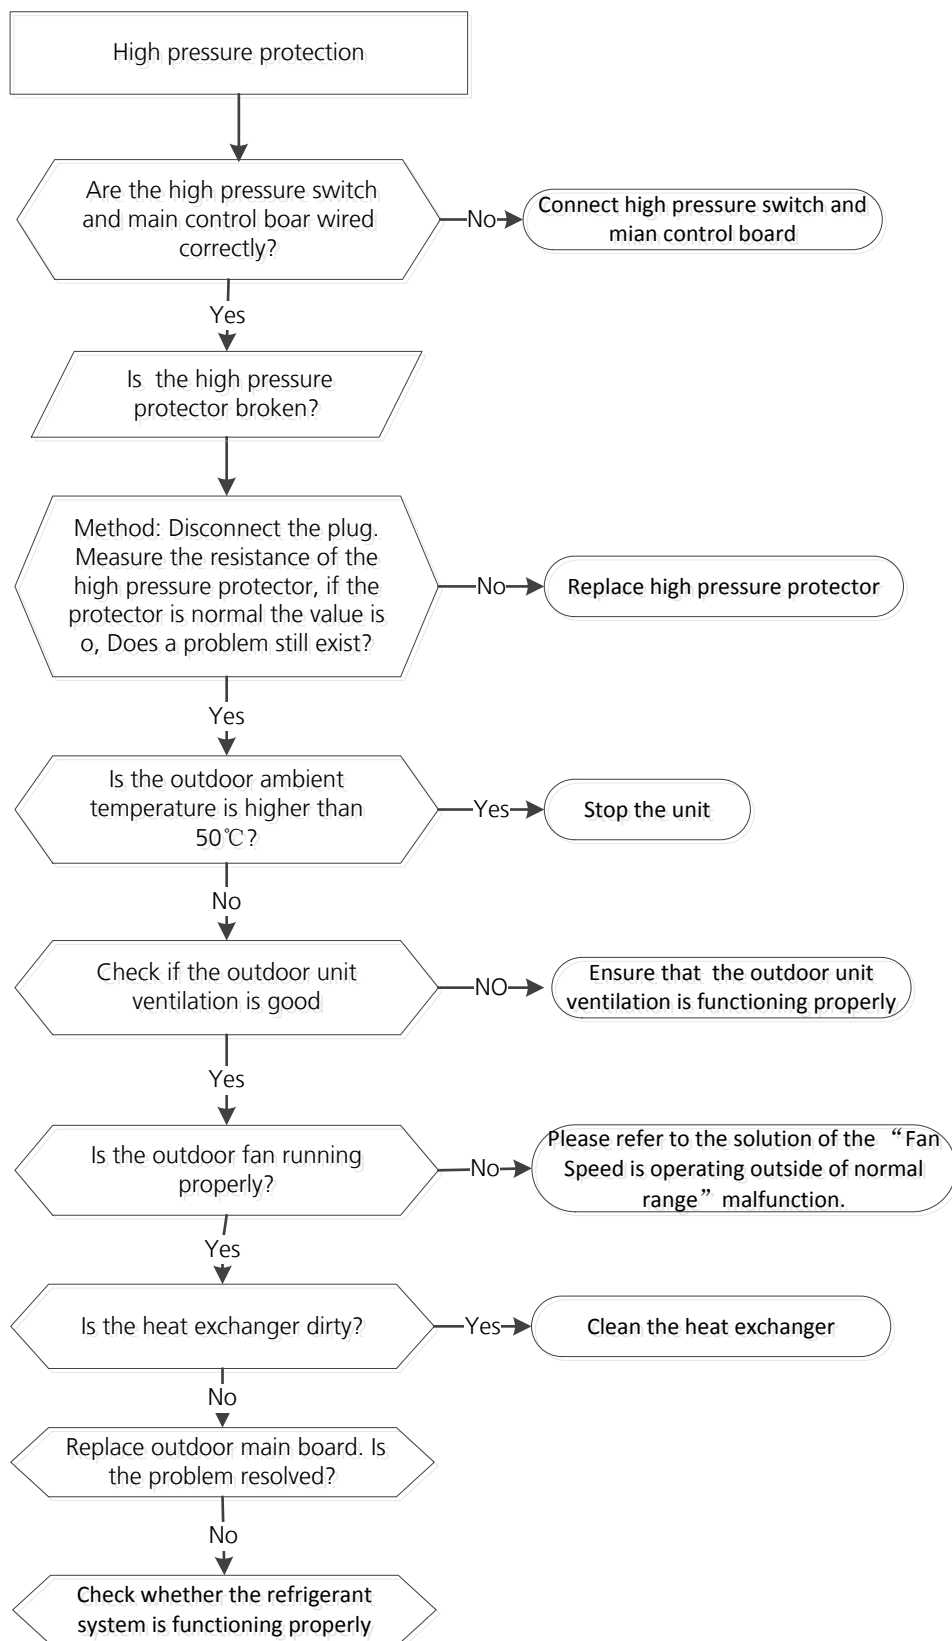 High pressure protection
Are the high pressure switch
and main control boar wired
correctly?
No
Connect high pressure switch and
mian control board
Yes
Is the high pressure
protector broken?
Method: Disconnect the plug.
Measure the resistance of the
high pressure protector, if the
protector is normal the value is
o, Does a problem still exist?
No
Replace high pressure protector
Yes
Is the outdoor ambient
temperature is higher than
50℃?
Yes
Stop the unit
No
Check if the outdoor unit
ventilation is good
NO
Ensure that the outdoor unit
ventilation is functioning properly
Yes
Is the outdoor fan running
properly?
No
Please refer to the solution of the “Fan
Speed is operating outside of normal
range” malfunction.
Yes
Is the heat exchanger dirty?
Yes
Clean the heat exchanger
No
Replace outdoor main board. Is
the problem resolved?
No
Check whether the refrigerant
system is functioning properly